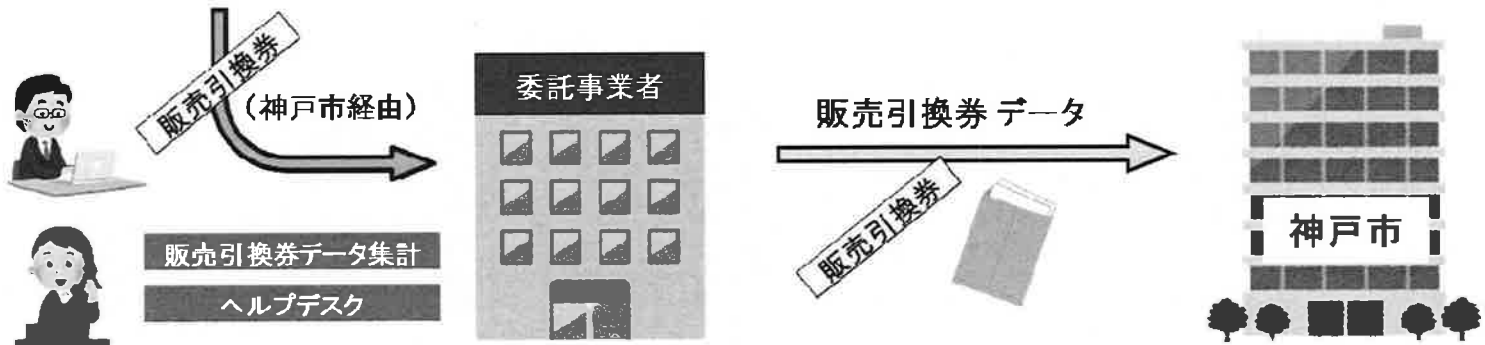 販売引換券
(神戸市経由)
委託事業者
販売引換券データ集計
ヘルプデスク
販売引換券 データ
販売引換券
神戸市